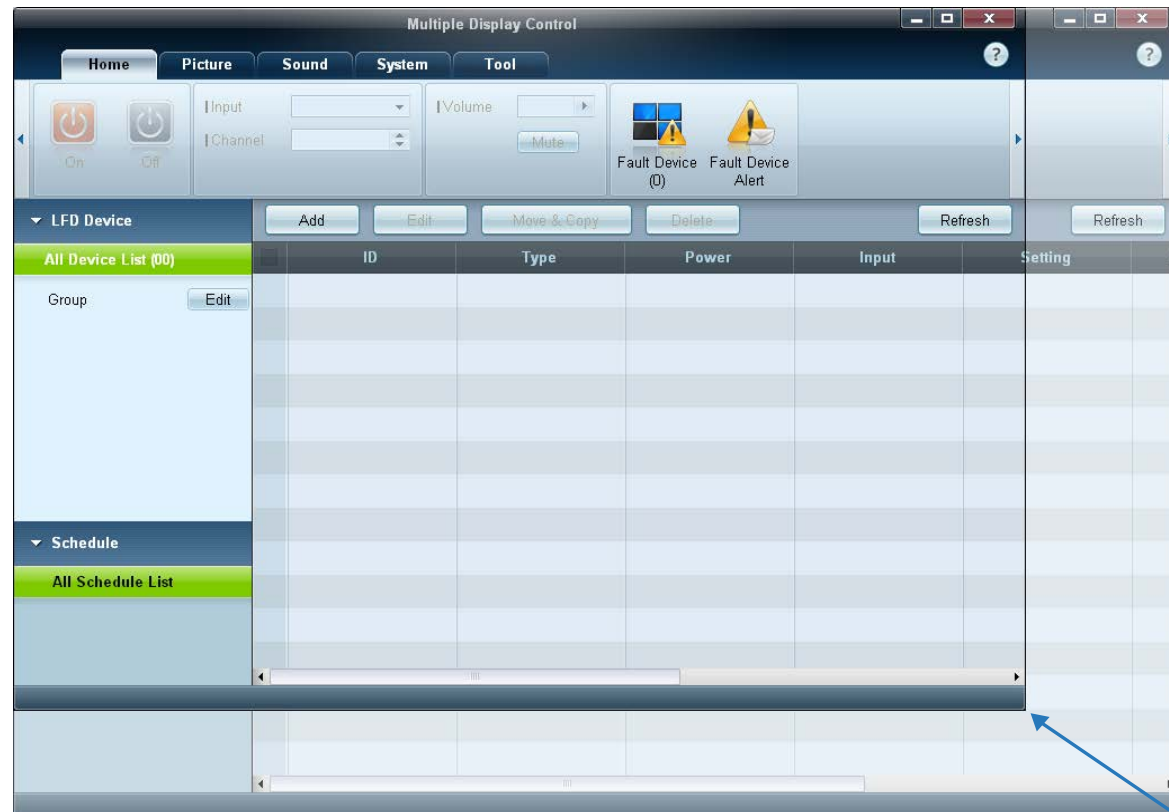 Multiple Display Control
Home Picture Sound System Tool
Input
Channel
On Off
Volume
Mute
Fault Device
(0)
Fault Device
Alert
LFD Device
Add Edit Move & Copy Delete Refresh Refresh
All Device List (00)
ID Type Power Input Setting
Group Edit
Schedule
All Schedule List